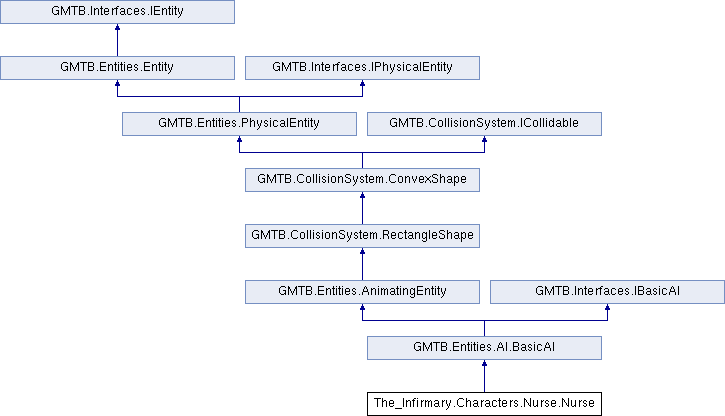 GMTB.Interfaces.IEntity
GMTB.Entities.Entity
GMTB.Interfaces.IPhysicalEntity
GMTB.Entities.PhysicalEntity
GMTB.CollisionSystem.ICollidable
GMTB.CollisionSystem.ConvexShape
GMTB.CollisionSystem.RectangleShape
GMTB.Entities.AnimatingEntity
GMTB.Interfaces.IBasicAI
GMTB.Entities.AI.BasicAI
The_Infirmary.Characters.Nurse.Nurse